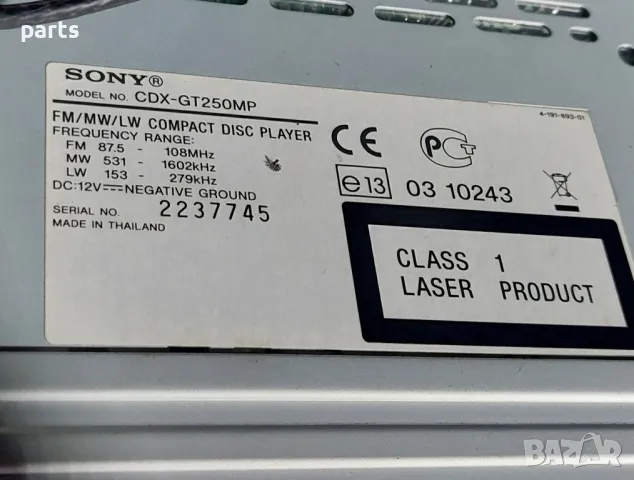 parts
SONY®
MODEL NO. CDX-GT250MP
4-191-893-01
FM/MW/LW COMPACT DISC PLAYER
FREQUENCY RANGE:
FM 87.5 - 108MHz
MW 531 - 1602kHz
LW 153 - 279kHz
DC:12V⎓NEGATIVE GROUND
SERIAL NO. 2237745
MADE IN THAILAND
CE
РСТ
e13 03 10243
CLASS 1
LASER PRODUCT
BAZAR